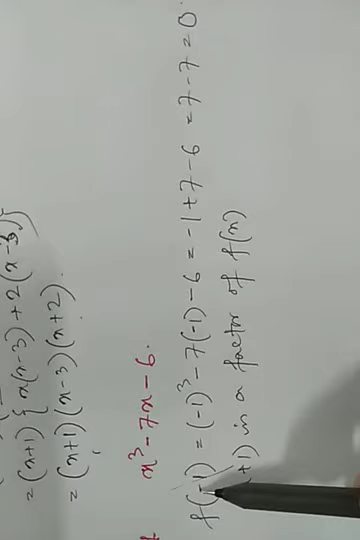 = (x+1) { x(x-3) + 2(x-3) }
= (x+1) (x-3) (x+2).
x³ - 7x - 6.
f(-1) = (-1)³ - 7(-1) - 6 = -1 + 7 - 6 = 7 - 7 = 0.
+1) is a factor of f(x)